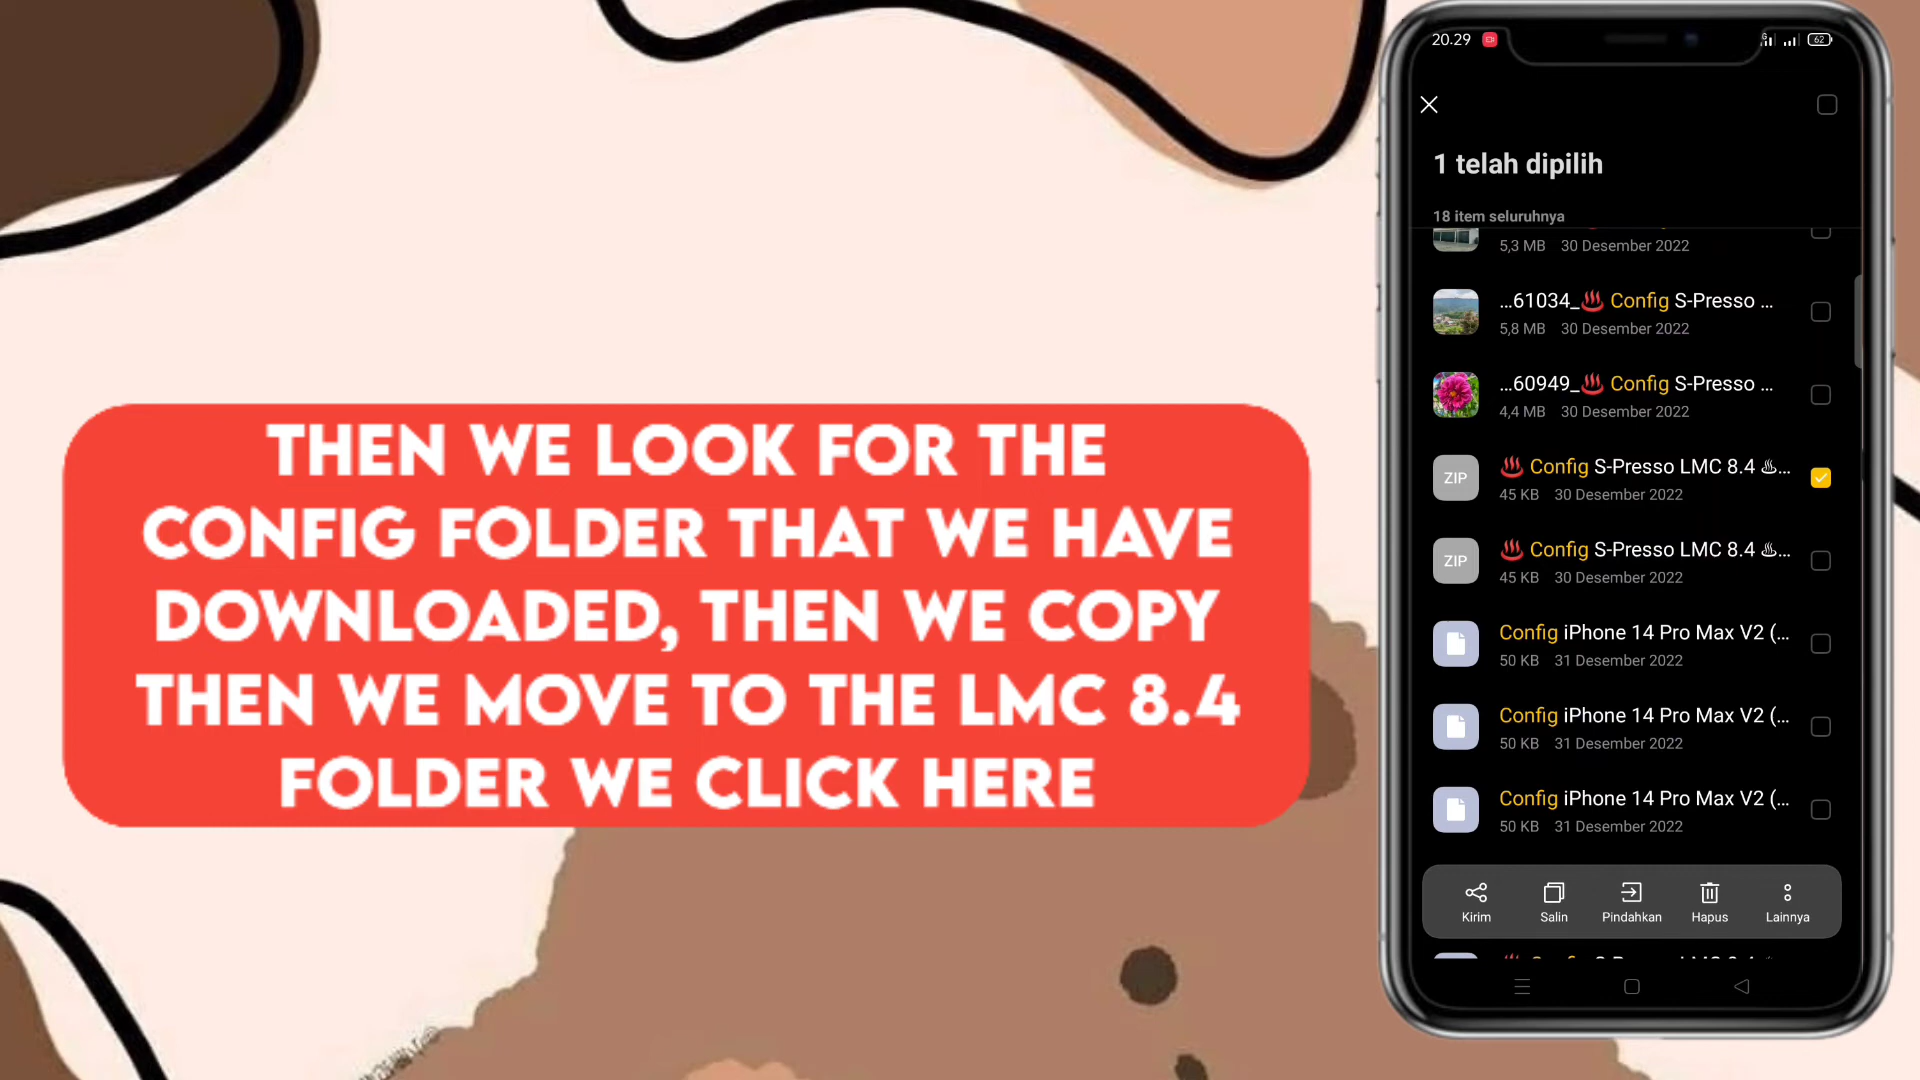 THEN WE LOOK FOR THE
CONFIG FOLDER THAT WE HAVE
DOWNLOADED, THEN WE COPY
THEN WE MOVE TO THE LMC 8.4
FOLDER WE CLICK HERE
20.29
62
1 telah dipilih
18 item seluruhnya
5,3 MB 30 Desember 2022
...61034_♨ Config S-Presso ...
5,8 MB 30 Desember 2022
...60949_♨ Config S-Presso ...
4,4 MB 30 Desember 2022
ZIP
♨ Config S-Presso LMC 8.4 ♨...
45 KB 30 Desember 2022
ZIP
♨ Config S-Presso LMC 8.4 ♨...
45 KB 30 Desember 2022
Config iPhone 14 Pro Max V2 (...
50 KB 31 Desember 2022
Config iPhone 14 Pro Max V2 (...
50 KB 31 Desember 2022
Config iPhone 14 Pro Max V2 (...
50 KB 31 Desember 2022
Kirim Salin Pindahkan Hapus Lainnya